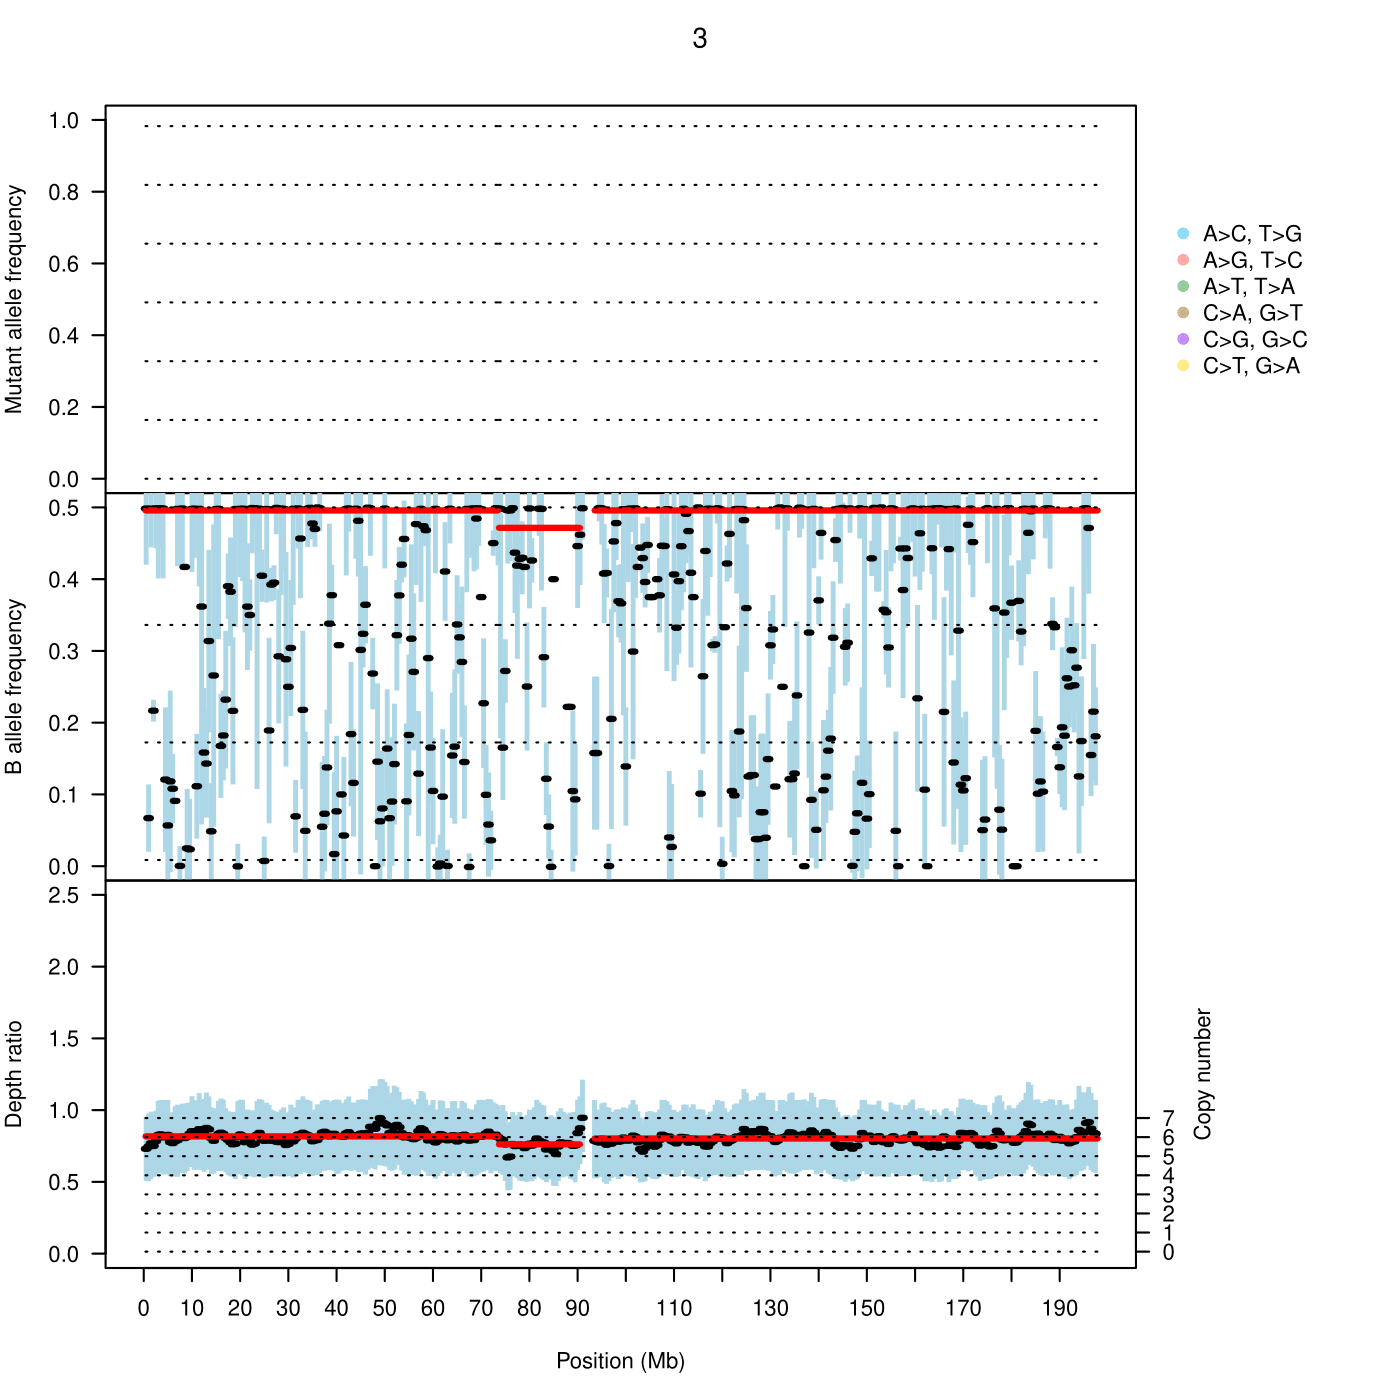 3
Mutant allele frequency
1.0
0.8
0.6
0.4
0.2
0.0
A>C, T>G
A>G, T>C
A>T, T>A
C>A, G>T
C>G, G>C
C>T, G>A
B allele frequency
0.5
0.4
0.3
0.2
0.1
0.0
Depth ratio
2.5
2.0
1.5
1.0
0.5
0.0
Copy number
7
6
5
4
3
2
1
0
0 10 20 30 40 50 60 70 80 90 110 130 150 170 190
Position (Mb)